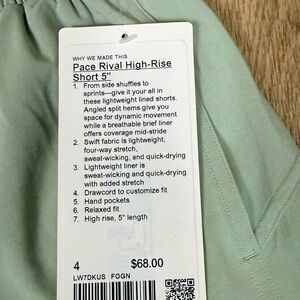 WHY WE MADE THIS
Pace Rival High-Rise
Short 5"
1. From side shuffles to
sprints—give it your all in
these lightweight lined shorts.
Angled split hems give you
space for dynamic movement
while a breathable brief liner
offers coverage mid-stride
2. Swift fabric is lightweight,
four-way stretch,
sweat-wicking, and quick-drying
3. Lightweight liner is
sweat-wicking and quick-drying
with added stretch
4. Drawcord to customize fit
5. Hand pockets
6. Relaxed fit
7. High rise, 5" length
4 $68.00
LW7DKUS FOGN